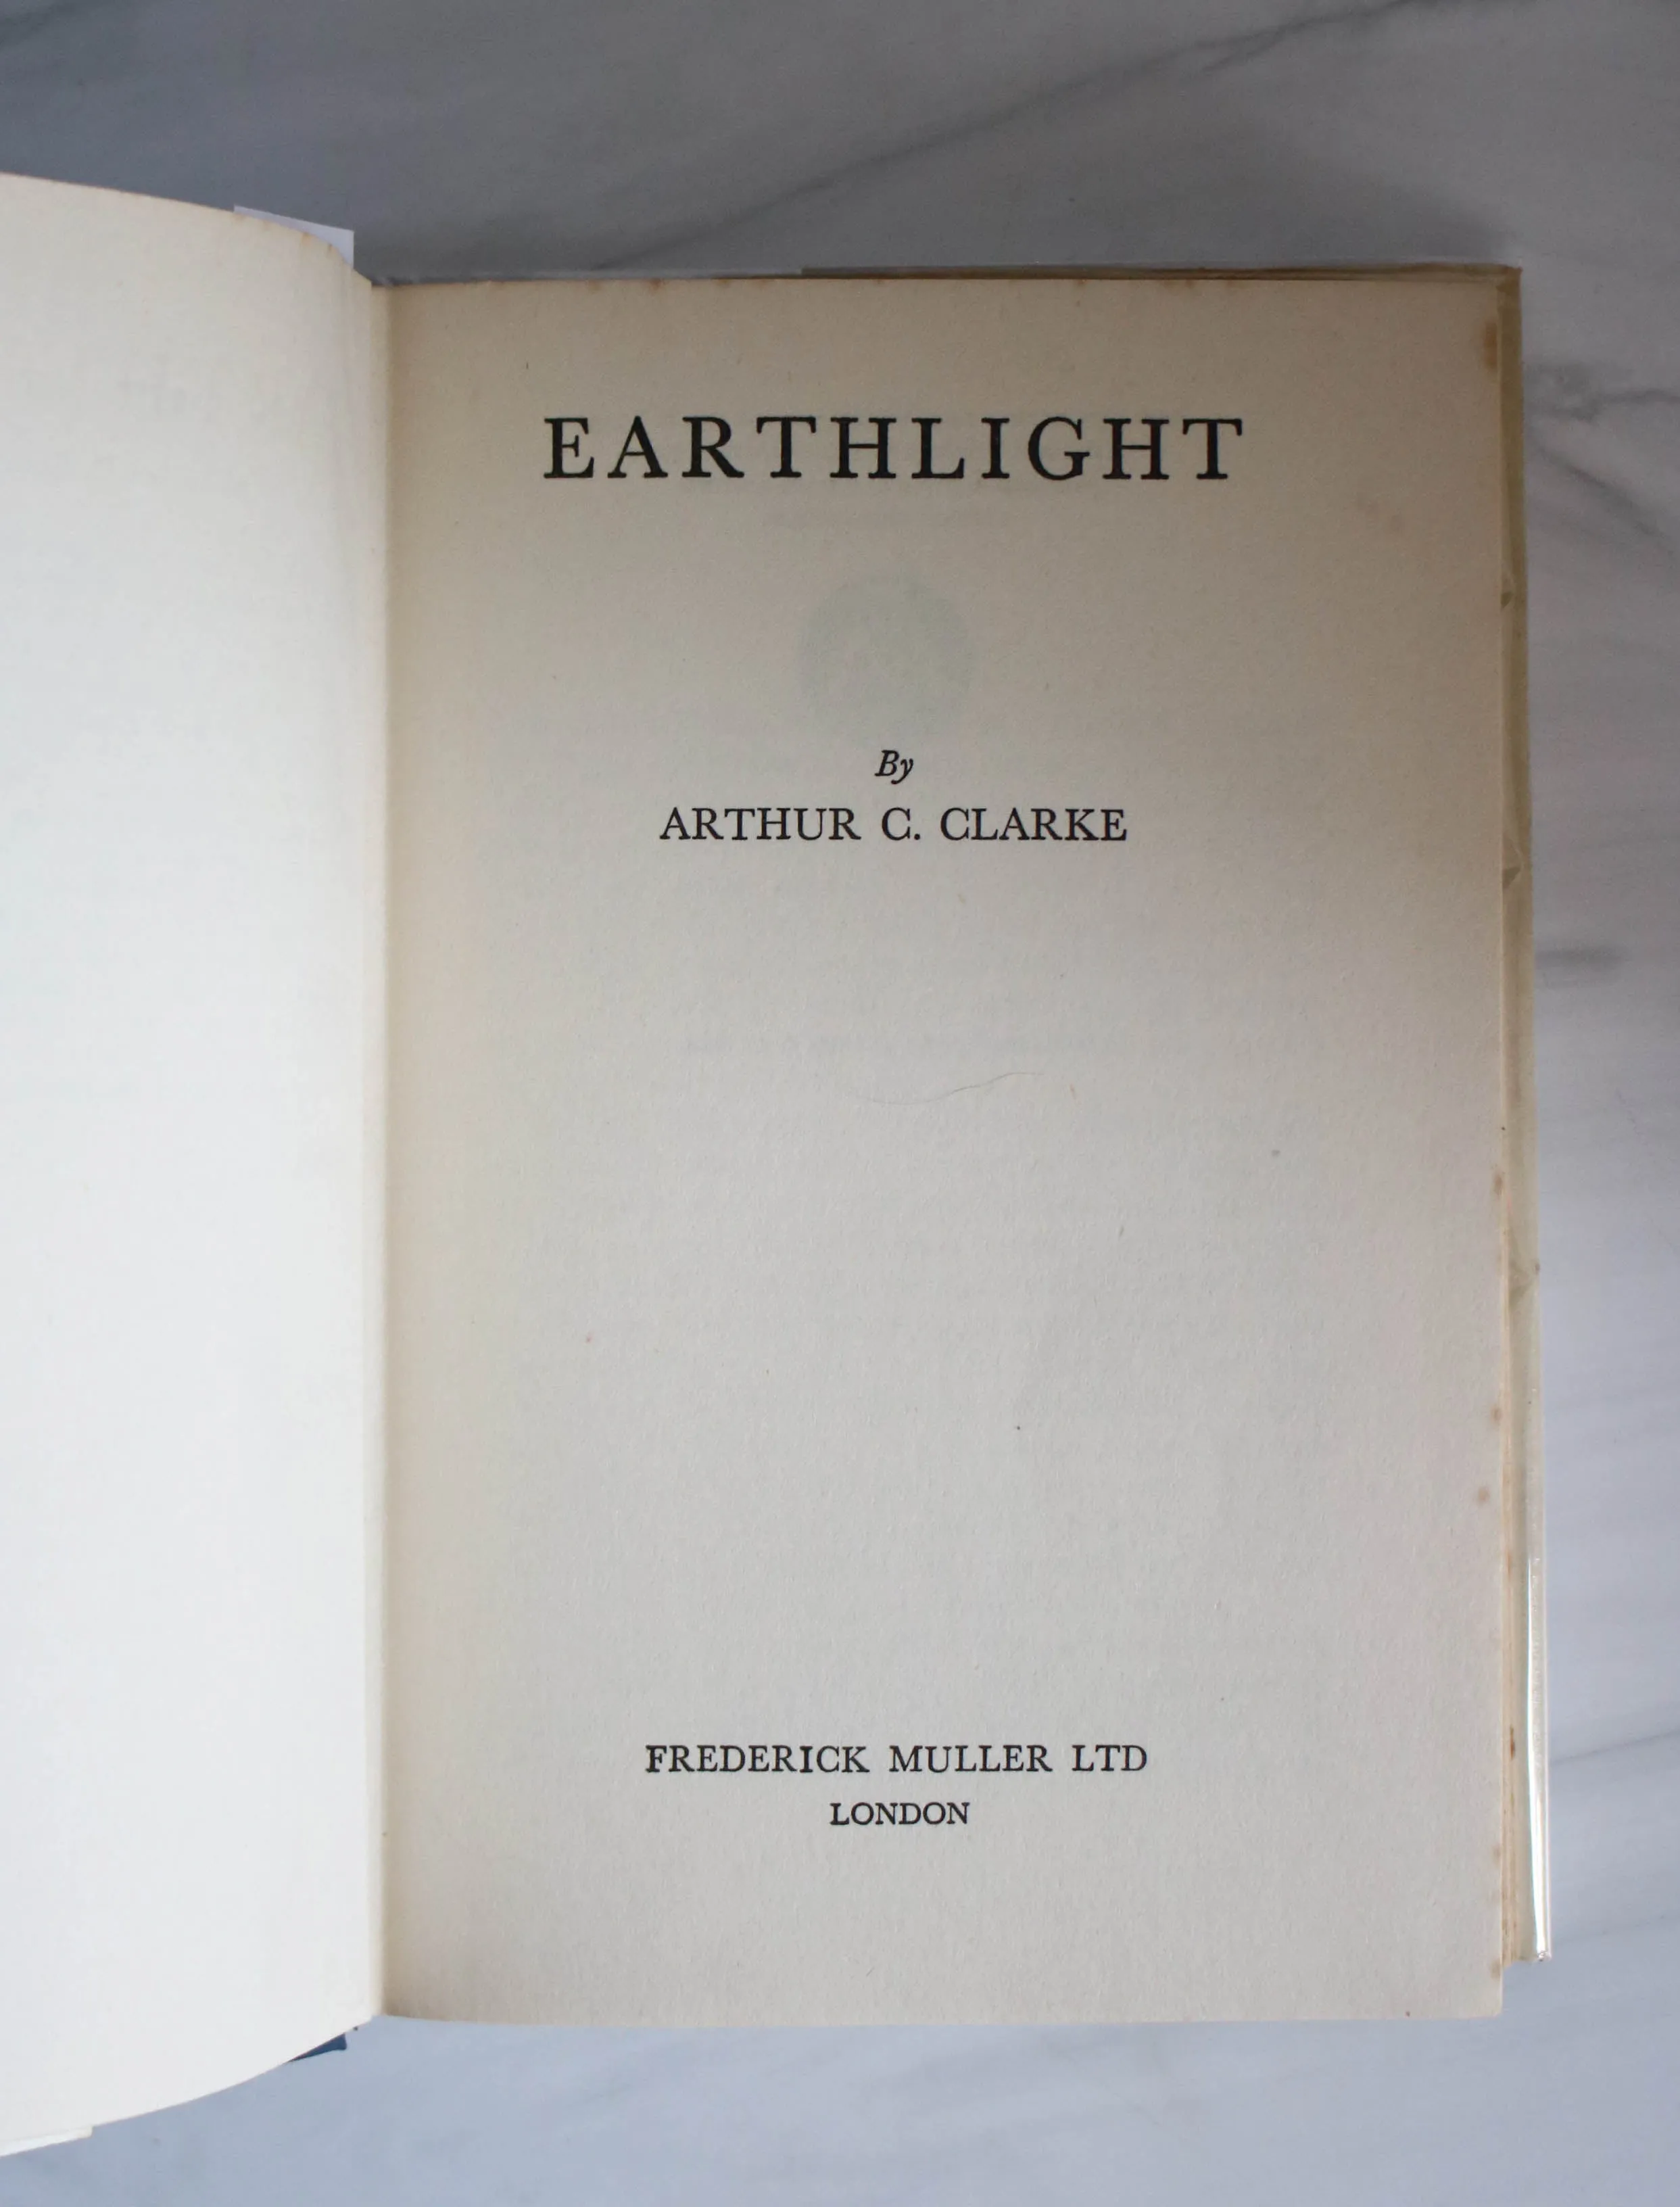 EARTHLIGHT
By
ARTHUR C. CLARKE
FREDERICK MULLER LTD
LONDON